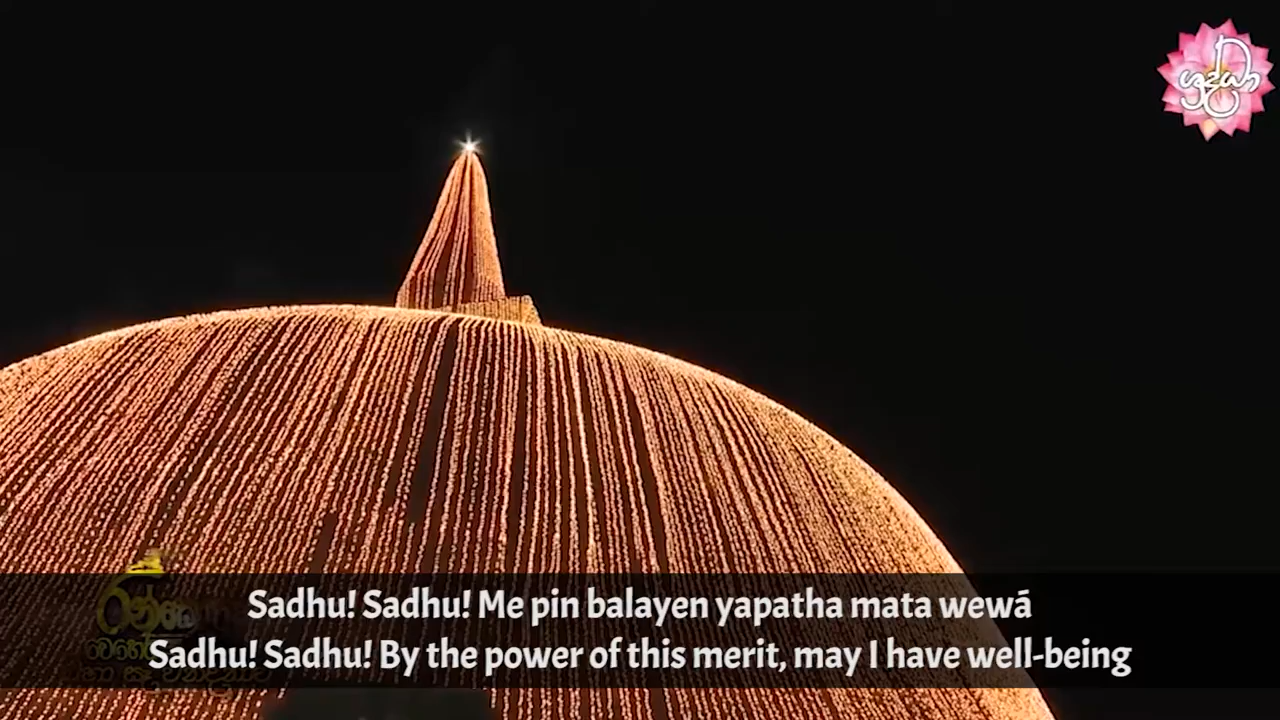 ශ්‍රද්ධා
Sadhu! Sadhu! Me pin balayen yapatha mata wewá
Sadhu! Sadhu! By the power of this merit, may I have well-being